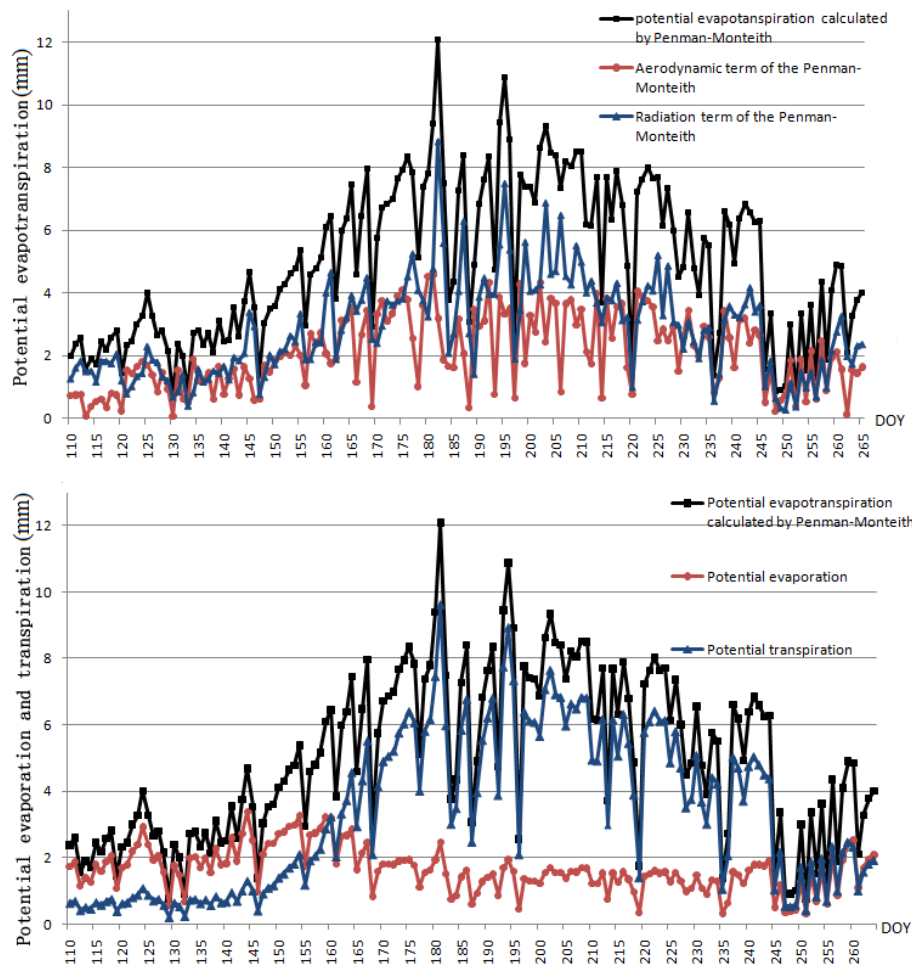 Potential evapotranspiration(mm)
12
10
8
6
4
2
0
potential evapotanspiration calculated
by Penman-Monteith
Aerodynamic term of the Penman-
Monteith
Radiation term of the Penman-
Monteith
110 115 120 125 130 135 140 145 150 155 160 165 170 175 180 185 190 195 200 205 210 215 220 225 230 235 240 245 250 255 260 265
DOY
Potential evaporation and transpiration(mm)
12
10
8
6
4
2
0
Potential evapotranspiration
calculated by Penman-Monteith
Potential evaporation
Potential transpiration
110 115 120 125 130 135 140 145 150 155 160 165 170 175 180 185 190 195 200 205 210 215 220 225 230 235 240 245 250 255 260
DOY